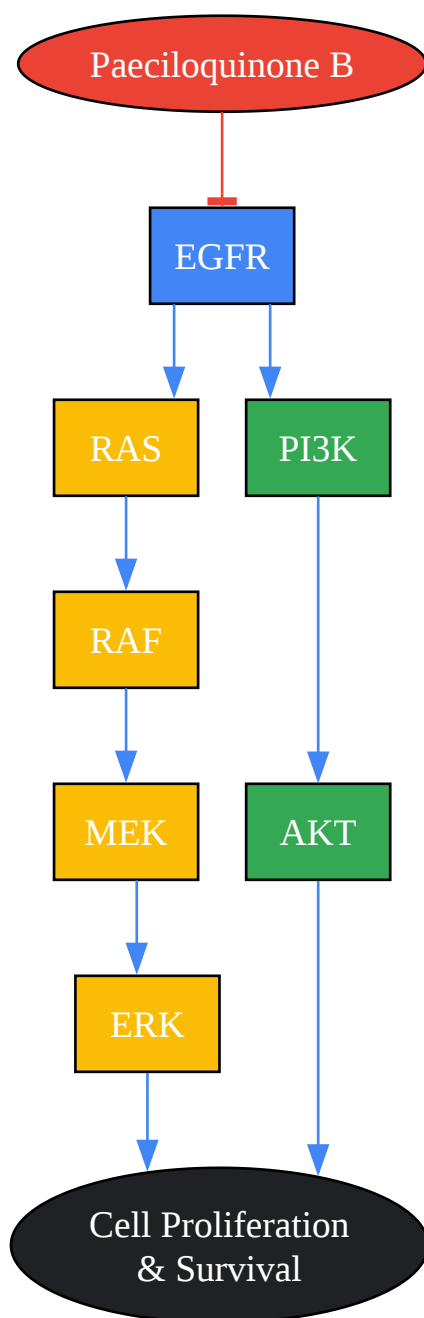 Paeciloquinone B
EGFR
RAS
PI3K
RAF
MEK
AKT
ERK
Cell Proliferation
& Survival